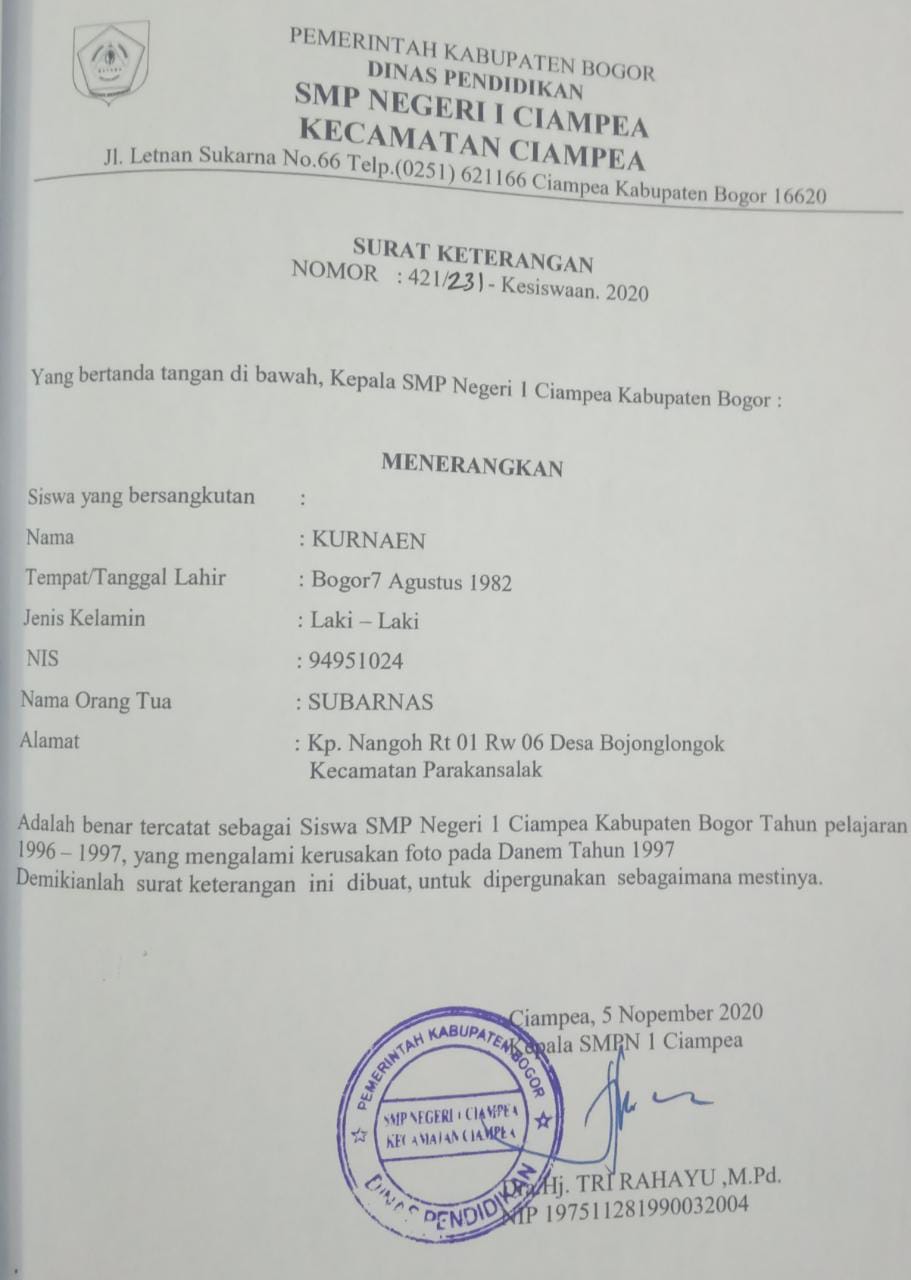 PEMERINTAH KABUPATEN BOGOR
DINAS PENDIDIKAN
SMP NEGERI I CIAMPEA
KECAMATAN CIAMPEA
Jl. Letnan Sukarna No.66 Telp.(0251) 621166 Ciampea Kabupaten Bogor 16620
SURAT KETERANGAN
NOMOR : 421/231 - Kesiswaan. 2020
Yang bertanda tangan di bawah, Kepala SMP Negeri 1 Ciampea Kabupaten Bogor :
MENERANGKAN
Siswa yang bersangkutan :
Nama : KURNAEN
Tempat/Tanggal Lahir : Bogor7 Agustus 1982
Jenis Kelamin : Laki – Laki
NIS : 94951024
Nama Orang Tua : SUBARNAS
Alamat : Kp. Nangoh Rt 01 Rw 06 Desa Bojonglongok
Kecamatan Parakansalak
Adalah benar tercatat sebagai Siswa SMP Negeri 1 Ciampea Kabupaten Bogor Tahun pelajaran
1996 – 1997, yang mengalami kerusakan foto pada Danem Tahun 1997
Demikianlah surat keterangan ini dibuat, untuk dipergunakan sebagaimana mestinya.
Ciampea, 5 Nopember 2020
Kepala SMPN 1 Ciampea
PEMERINTAH KABUPATEN BOGOR
SMP NEGERI 1 CIAMPEA
KECAMATAN CIAMPEA
DINAS PENDIDIKAN
Dra.Hj. TRI RAHAYU ,M.Pd.
NIP 197511281990032004